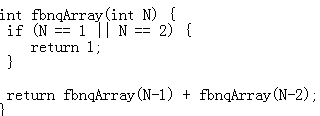 int fbnqArray(int N) {
if (N == 1 || N == 2) {
return 1;
}
return fbnqArray(N-1) + fbnqArray(N-2);
}